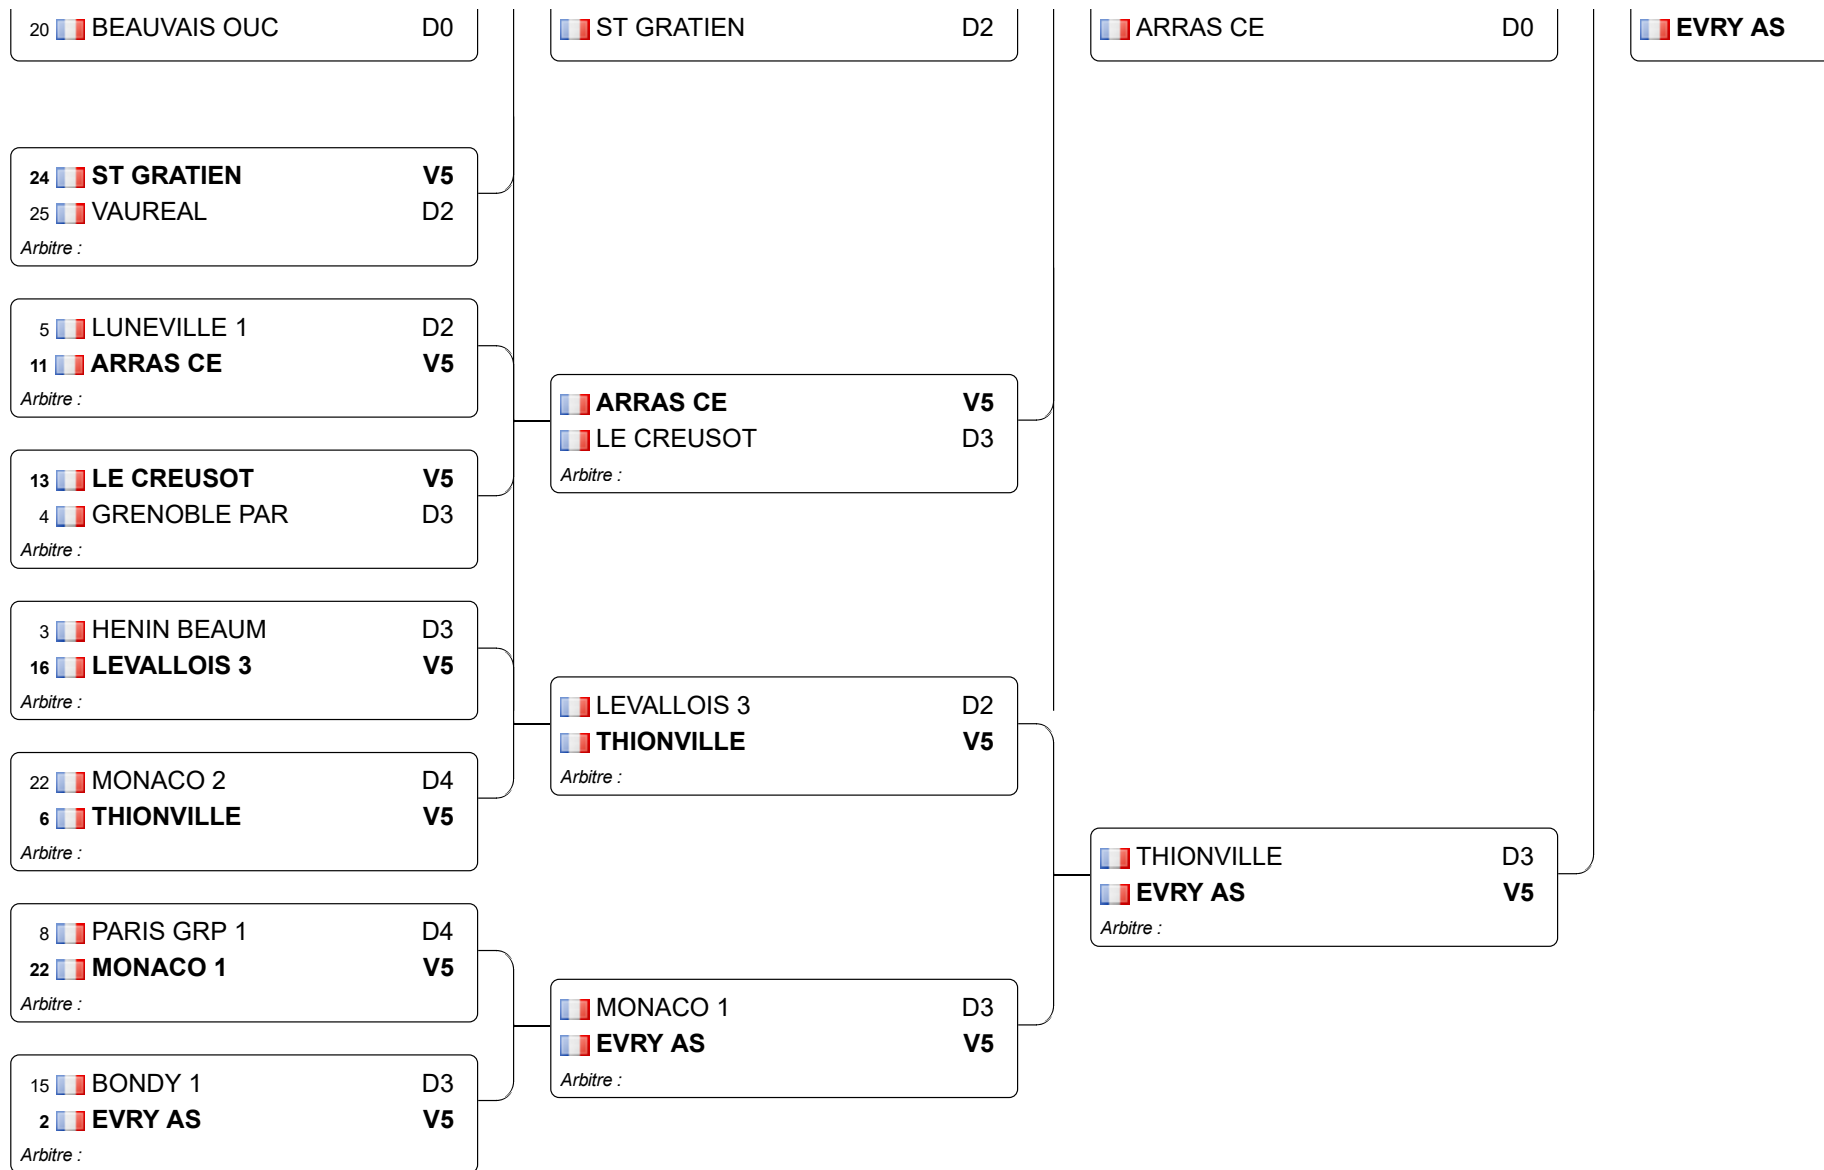 20 BEAUVAIS OUC D0
24 ST GRATIEN V5
25 VAUREAL D2
Arbitre :
5 LUNEVILLE 1 D2
11 ARRAS CE V5
Arbitre :
13 LE CREUSOT V5
4 GRENOBLE PAR D3
Arbitre :
3 HENIN BEAUM D3
16 LEVALLOIS 3 V5
Arbitre :
22 MONACO 2 D4
6 THIONVILLE V5
Arbitre :
8 PARIS GRP 1 D4
22 MONACO 1 V5
Arbitre :
15 BONDY 1 D3
2 EVRY AS V5
Arbitre :
ST GRATIEN D2
ARRAS CE V5
LE CREUSOT D3
Arbitre :
LEVALLOIS 3 D2
THIONVILLE V5
Arbitre :
MONACO 1 D3
EVRY AS V5
Arbitre :
ARRAS CE D0
THIONVILLE D3
EVRY AS V5
Arbitre :
EVRY AS